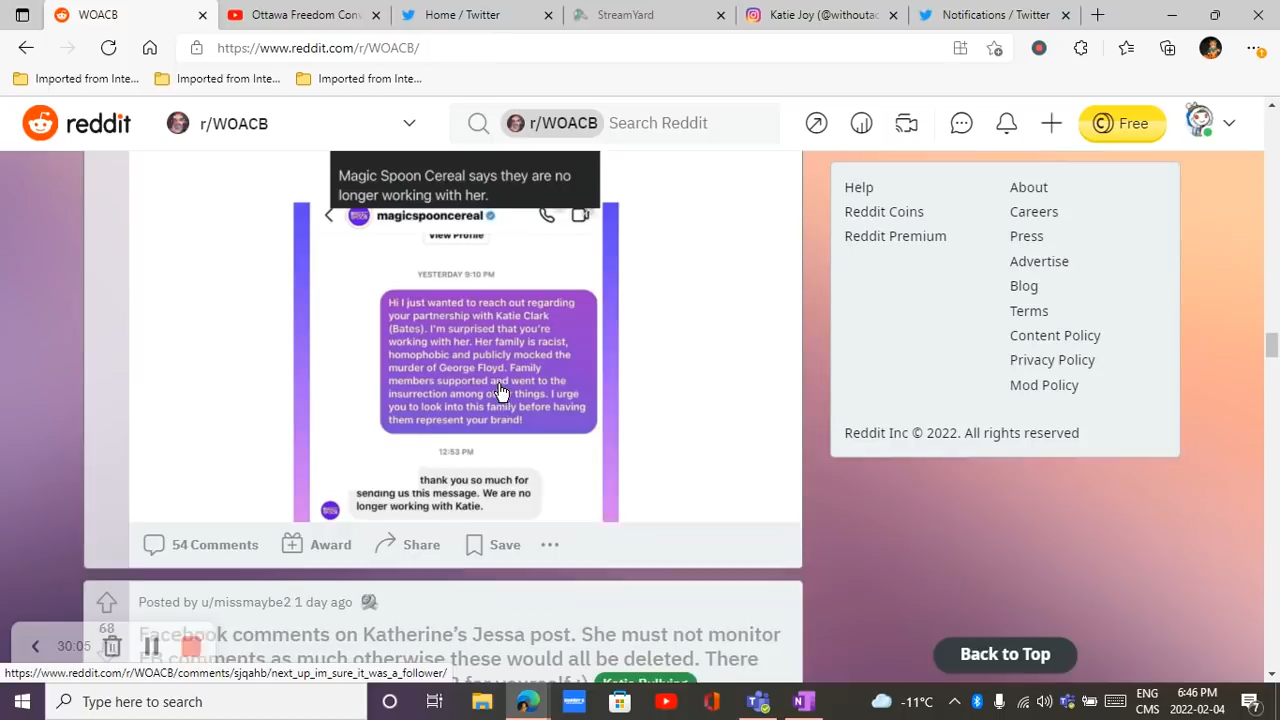 WOACB
Ottawa Freedom Con
Home / Twitter
StreamYard
Katie Joy (@withoutac
Notifications / Twitter
https://www.reddit.com/r/WOACB/
Imported from Inte...
Imported from Inte...
Imported from Inte...
reddit
r/WOACB
r/WOACB
Search Reddit
Free
Magic Spoon Cereal says they are no
longer working with her.
magicspooncereal
View Profile
YESTERDAY 9:10 PM
Hi I just wanted to reach out regarding
your partnership with Katie Clark
(Bates). I'm surprised that you're
working with her. Her family is racist,
homophobic and publicly mocked the
murder of George Floyd. Family
members supported and went to the
insurrection among other things. I urge
you to look into this family before having
them represent your brand!
12:53 PM
thank you so much for
sending us this message. We are no
longer working with Katie.
54 Comments
Award
Share
Save
Help
About
Reddit Coins
Careers
Reddit Premium
Press
Advertise
Blog
Terms
Content Policy
Privacy Policy
Mod Policy
Reddit Inc © 2022. All rights reserved
Posted by u/missmaybe2 1 day ago
68
Facebook comments on Katherine's Jessa post. She must not monitor
FB comments as much otherwise these would all be deleted. There
for yourself :)
Katie Bullying
30:05
Back to Top
https://www.reddit.com/r/WOACB/comments/sjqahb/next_up_im_sure_it_was_a_follower/
Type here to search
-11°C
ENG
CMS
6:46 PM
2022-02-04
7